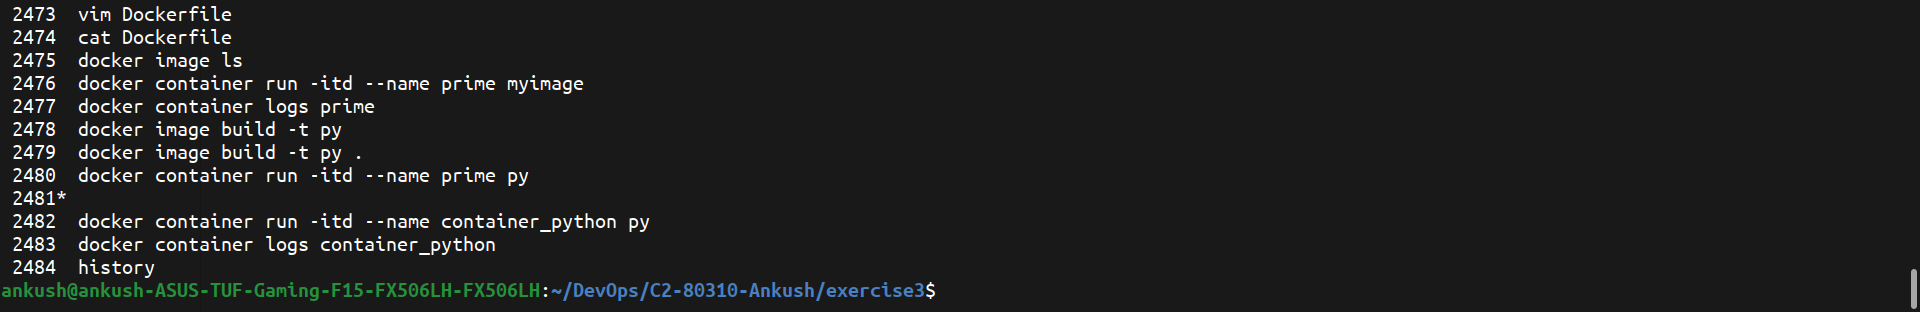 2473  vim Dockerfile
2474  cat Dockerfile
2475  docker image ls
2476  docker container run -itd --name prime myimage
2477  docker container logs prime
2478  docker image build -t py
2479  docker image build -t py .
2480  docker container run -itd --name prime py
2481*
2482  docker container run -itd --name container_python py
2483  docker container logs container_python
2484  history
ankush@ankush-ASUS-TUF-Gaming-F15-FX506LH-FX506LH:~/DevOps/C2-80310-Ankush/exercise3$